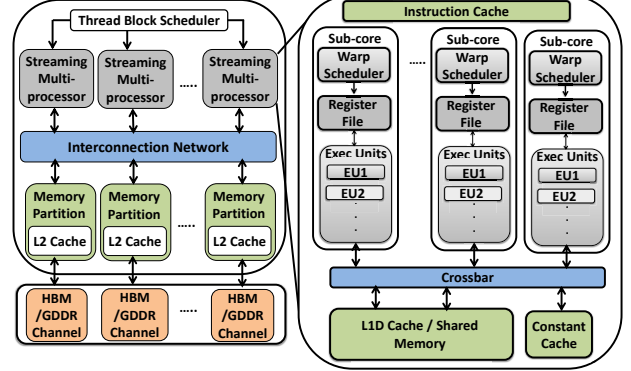 Thread Block Scheduler
Streaming
Multi-
processor
Streaming
Multi-
processor
.....
Streaming
Multi-
processor
Interconnection Network
Memory
Partition
L2 Cache
Memory
Partition
L2 Cache
.....
Memory
Partition
L2 Cache
HBM
/GDDR
Channel
HBM
/GDDR
Channel
.....
HBM
/GDDR
Channel
Instruction Cache
Sub-core
Warp
Scheduler
Register
File
Exec Units
EU1
EU2
.....
Sub-core
Warp
Scheduler
Register
File
Exec Units
EU1
EU2
Sub-core
Warp
Scheduler
Register
File
Exec Units
EU1
EU2
Crossbar
L1D Cache / Shared
Memory
Constant
Cache